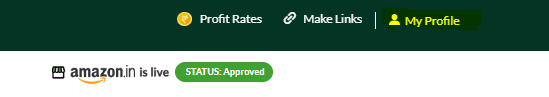 Profit Rates Make Links My Profile
amazon.in is live STATUS: Approved